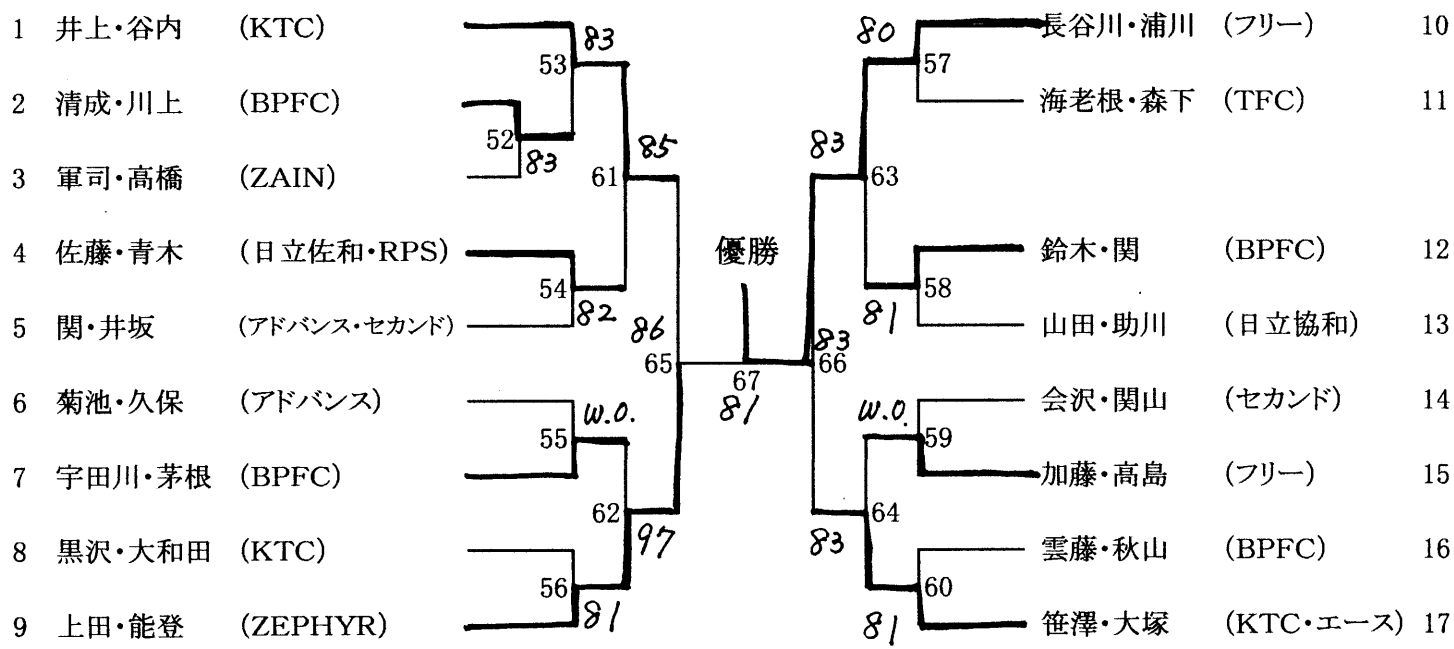 1 井上・谷内 (KTC)
83
53
2 清成・川上 (BPFC)
52
83
3 軍司・高橋 (ZAIN)
85
61
4 佐藤・青木 (日立佐和・RPS)
54
82
5 関・井坂 (アドバンス・セカンド)
86
65
6 菊池・久保 (アドバンス)
W.O.
55
7 宇田川・茅根 (BPFC)
62
97
8 黒沢・大和田 (KTC)
56
81
9 上田・能登 (ZEPHYR)
優勝
67
81
80
長谷川・浦川 (フリー) 10
57
海老根・森下 (TFC) 11
83
63
鈴木・関 (BPFC) 12
58
81
山田・助川 (日立協和) 13
83
66
会沢・関山 (セカンド) 14
W.O.
59
加藤・高島 (フリー) 15
64
83
雲藤・秋山 (BPFC) 16
60
81
笹澤・大塚 (KTC・エース) 17